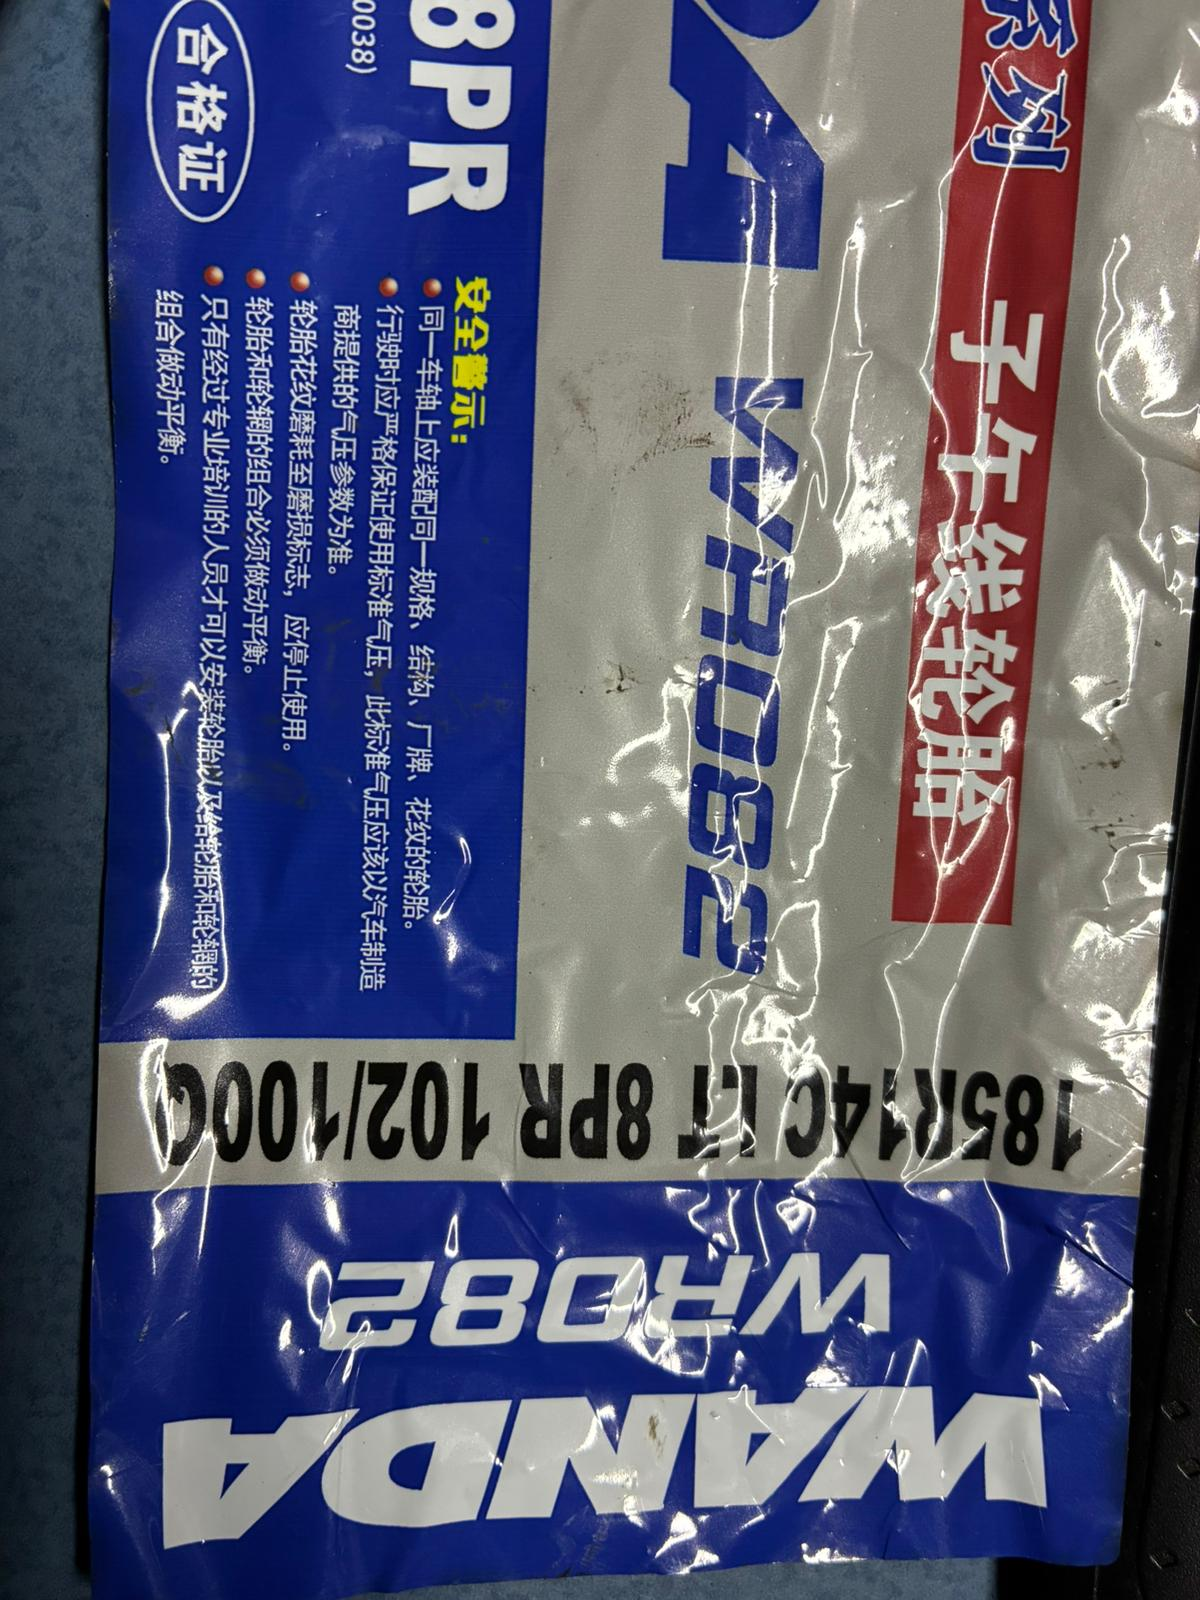 系列 子午线轮胎
DA WR082
8PR
0038)
合格证
安全警示:
同一车轴上应装配同一规格、结构、厂牌、花纹的轮胎。
行驶时应严格保证使用标准气压,此标准气压应该以汽车制造
商提供的气压参数为准。
轮胎花纹磨耗至磨损标志,应停止使用。
轮胎和轮辋的组合必须做动平衡。
只有经过专业培训的人员才可以安装轮胎以及给轮胎和轮辋的
组合做动平衡。
WANDA
WR082
185R14C LT 8PR 102/100Q